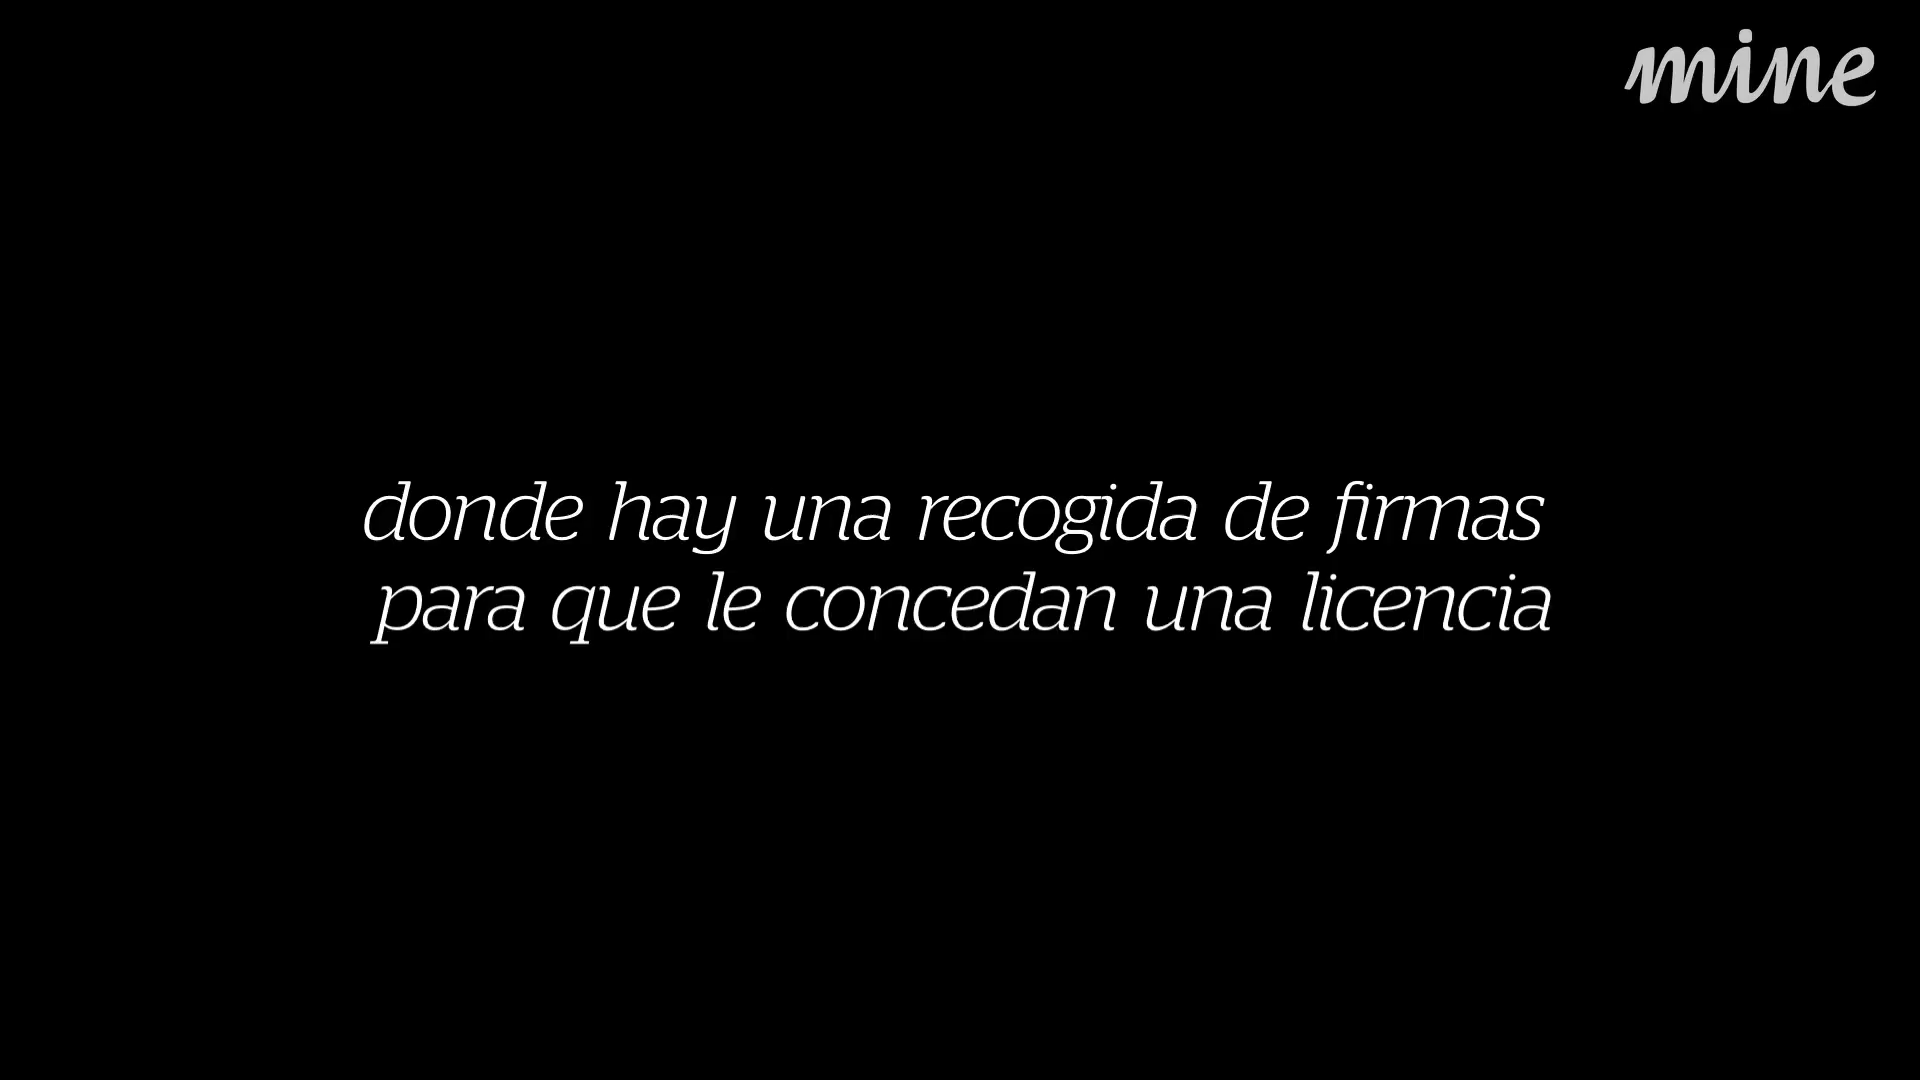 mine
donde hay una recogida de firmas
para que le concedan una licencia